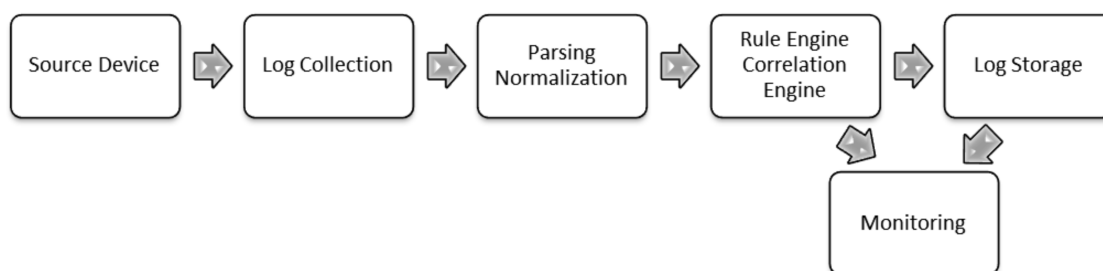 Source Device
Log Collection
Parsing
Normalization
Rule Engine
Correlation
Engine
Log Storage
Monitoring